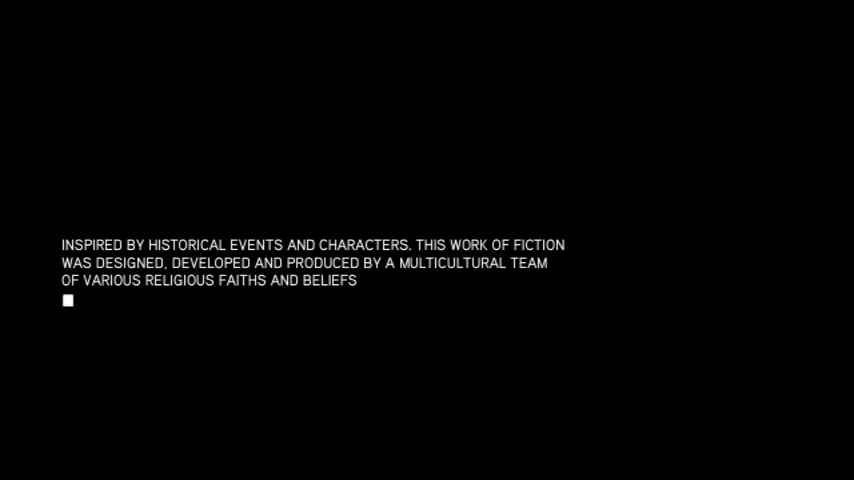 INSPIRED BY HISTORICAL EVENTS AND CHARACTERS. THIS WORK OF FICTION
WAS DESIGNED, DEVELOPED AND PRODUCED BY A MULTICULTURAL TEAM
OF VARIOUS RELIGIOUS FAITHS AND BELIEFS